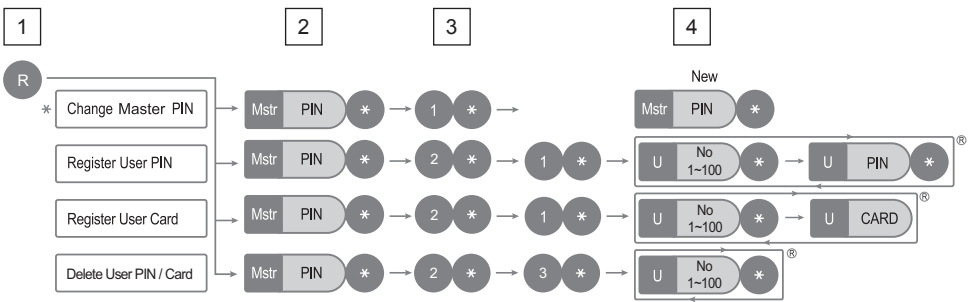 1 2 3 4
R
New
* Change Master PIN Mstr PIN * 1 * Mstr PIN *
Register User PIN Mstr PIN * 2 * 1 * U No 1~100 * U PIN * ®
Register User Card Mstr PIN * 2 * 1 * U No 1~100 * U CARD ®
Delete User PIN / Card Mstr PIN * 2 * 3 * U No 1~100 * ®